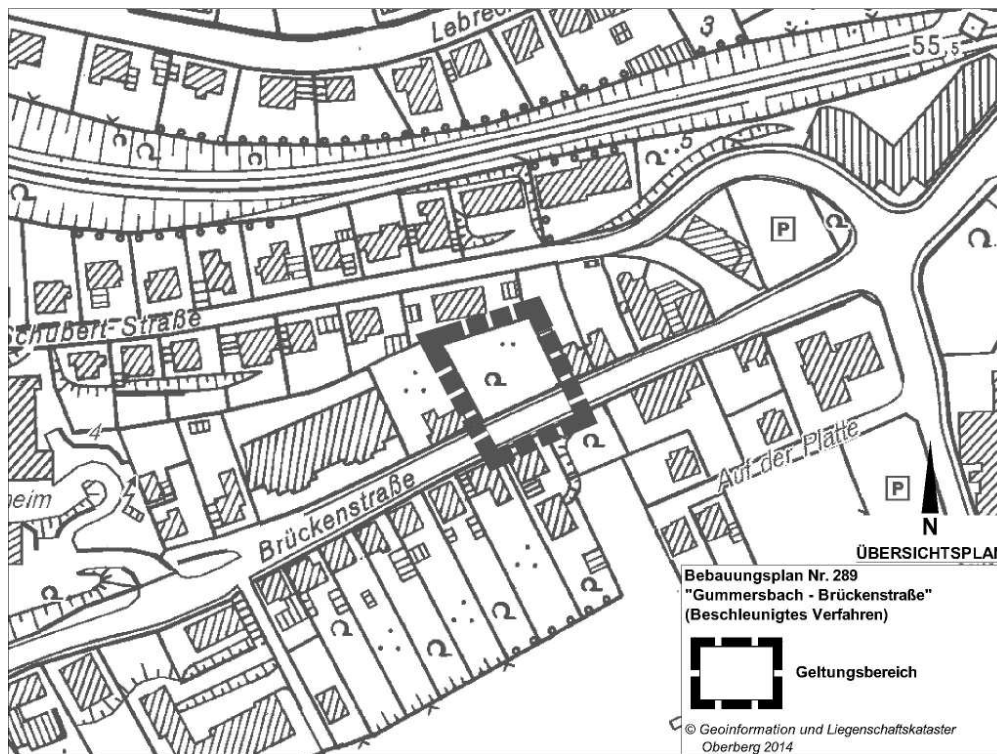 Lebrec
3
55,5
5
P
Schubert-Straße
4
heim
Brückenstraße
Auf der Platte
P
N
ÜBERSICHTSPLAN
Bebauungsplan Nr. 289
"Gummersbach - Brückenstraße"
(Beschleunigtes Verfahren)
Geltungsbereich
© Geoinformation und Liegenschaftskataster
Oberberg 2014